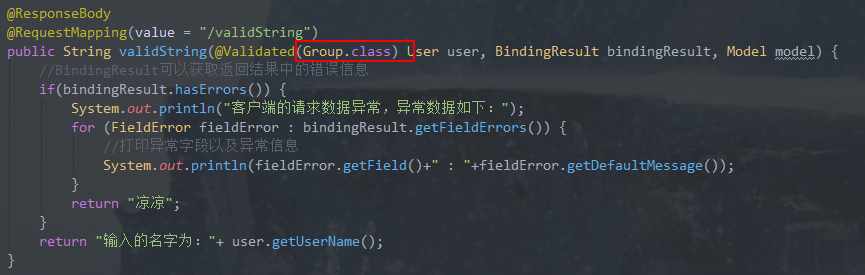 @ResponseBody
@RequestMapping(value = "/validString")
public String validString(@Validated(Group.class) User user, BindingResult bindingResult, Model model) {
    //BindingResult可以获取返回结果中的错误信息
    if(bindingResult.hasErrors()) {
        System.out.println("客户端的请求数据异常，异常数据如下：");
        for (FieldError fieldError : bindingResult.getFieldErrors()) {
            //打印异常字段以及异常信息
            System.out.println(fieldError.getField()+" : "+fieldError.getDefaultMessage());
        }
        return "凉凉";
    }
    return "输入的名字为："+ user.getUserName();
}